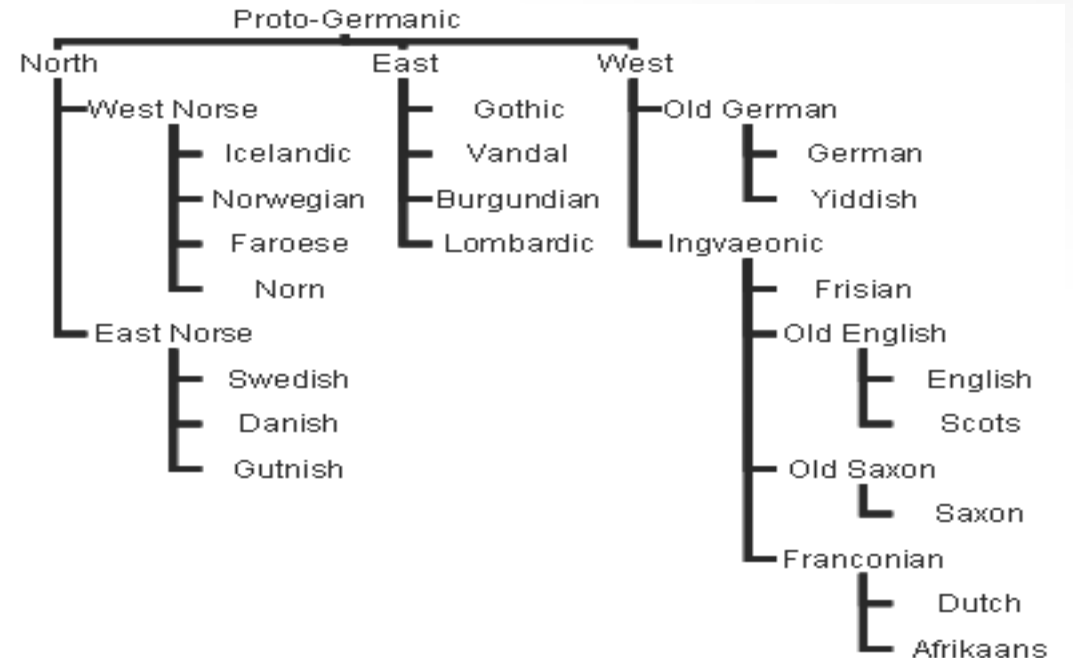 Proto-Germanic
North East West
West Norse Gothic Old German
Icelandic Vandal German
Norwegian Burgundian Yiddish
Faroese Lombardic Ingvaeonic
Norn Frisian
East Norse Old English
Swedish English
Danish Scots
Gutnish Old Saxon
Saxon
Franconian
Dutch
Afrikaans